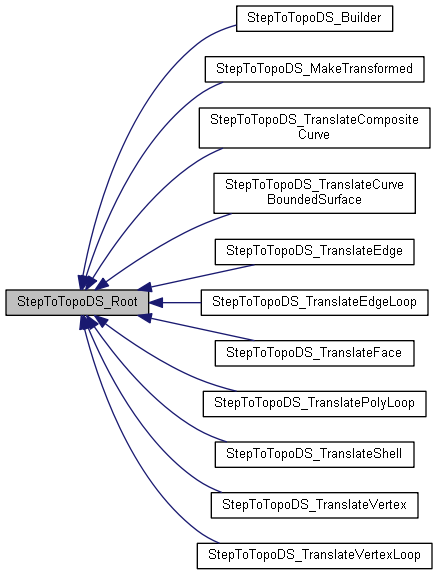 StepToTopoDS_Builder
StepToTopoDS_MakeTransformed
StepToTopoDS_TranslateComposite
Curve
StepToTopoDS_TranslateCurve
BoundedSurface
StepToTopoDS_TranslateEdge
StepToTopoDS_Root
StepToTopoDS_TranslateEdgeLoop
StepToTopoDS_TranslateFace
StepToTopoDS_TranslatePolyLoop
StepToTopoDS_TranslateShell
StepToTopoDS_TranslateVertex
StepToTopoDS_TranslateVertexLoop